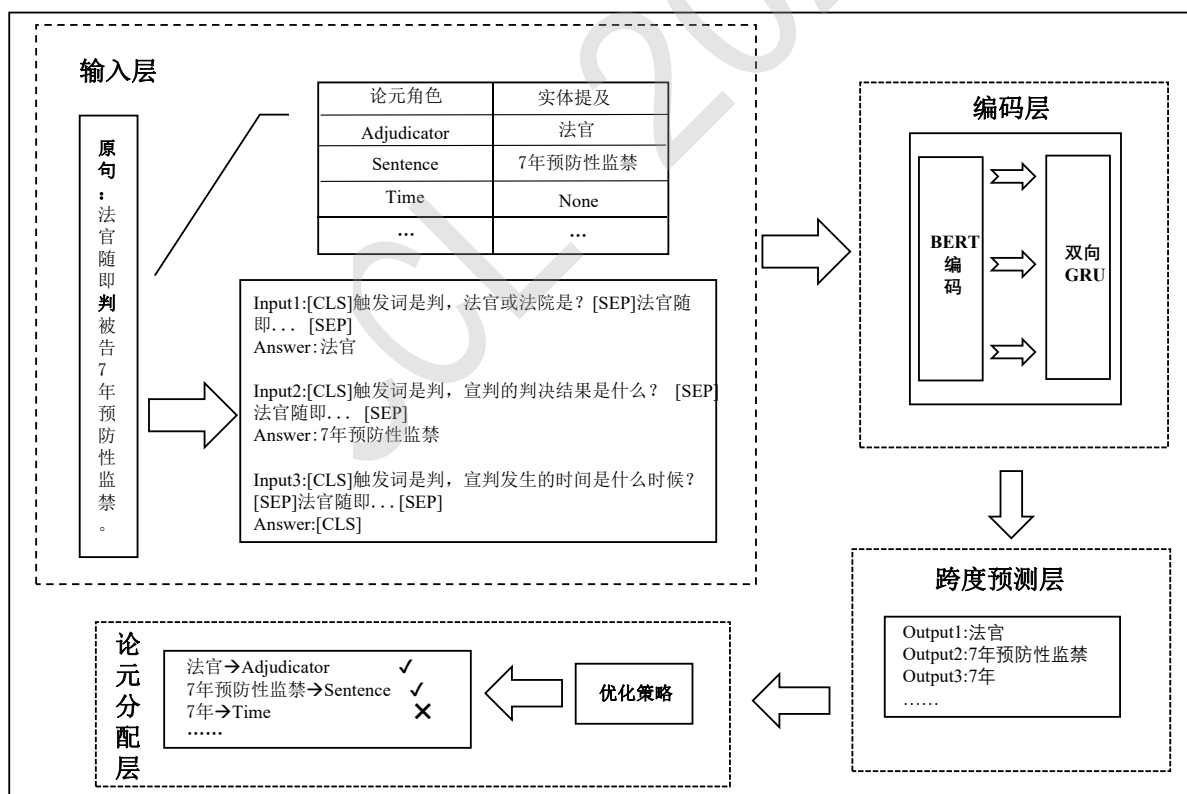 输入层
原句：法官随即判被告7年预防性监禁。
论元角色 实体提及
Adjudicator 法官
Sentence 7年预防性监禁
Time None
... ...
Input1:[CLS]触发词是判，法官或法院是？[SEP]法官随
即... [SEP]
Answer:法官
Input2:[CLS]触发词是判，宣判的判决结果是什么？ [SEP]
法官随即... [SEP]
Answer:7年预防性监禁
Input3:[CLS]触发词是判，宣判发生的时间是什么时候？
[SEP]法官随即...[SEP]
Answer:[CLS]
编码层
BERT
编
码
双向
GRU
跨度预测层
Output1:法官
Output2:7年预防性监禁
Output3:7年
……
优化策略
论元分配层
法官→Adjudicator ✓
7年预防性监禁→Sentence ✓
7年→Time ✕
……